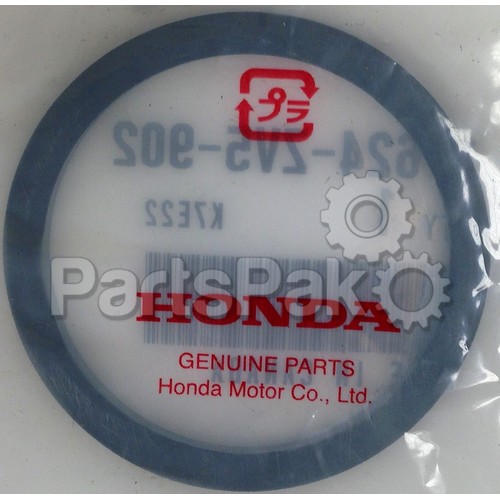 プラ
624-ZV5-902
K7E22
PartsPak
HONDA
GENUINE PARTS
Honda Motor Co., Ltd.